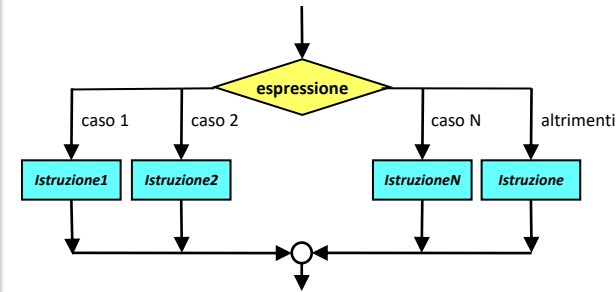 espressione
caso 1
caso 2
caso N
altrimenti
Istruzione1
Istruzione2
IstruzioneN
Istruzione